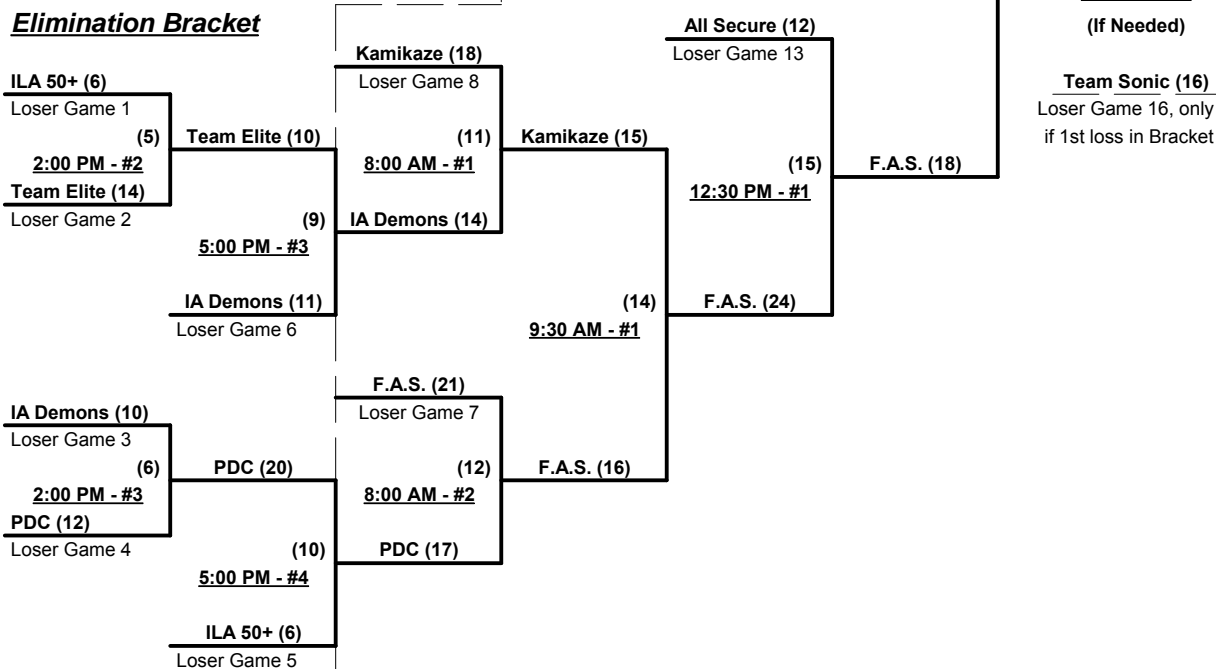 Elimination Bracket
ILA 50+ (6)
Loser Game 1
(5)
2:00 PM - #2
Team Elite (14)
Loser Game 2
Team Elite (10)
(9)
5:00 PM - #3
IA Demons (11)
Loser Game 6
IA Demons (10)
Loser Game 3
(6)
2:00 PM - #3
PDC (12)
Loser Game 4
PDC (20)
(10)
5:00 PM - #4
ILA 50+ (6)
Loser Game 5
Kamikaze (18)
Loser Game 8
(11)
8:00 AM - #1
IA Demons (14)
F.A.S. (21)
Loser Game 7
(12)
8:00 AM - #2
PDC (17)
Kamikaze (15)
(14)
9:30 AM - #1
F.A.S. (16)
All Secure (12)
Loser Game 13
(15)
12:30 PM - #1
F.A.S. (24)
F.A.S. (18)
(If Needed)
Team Sonic (16)
Loser Game 16, only
if 1st loss in Bracket